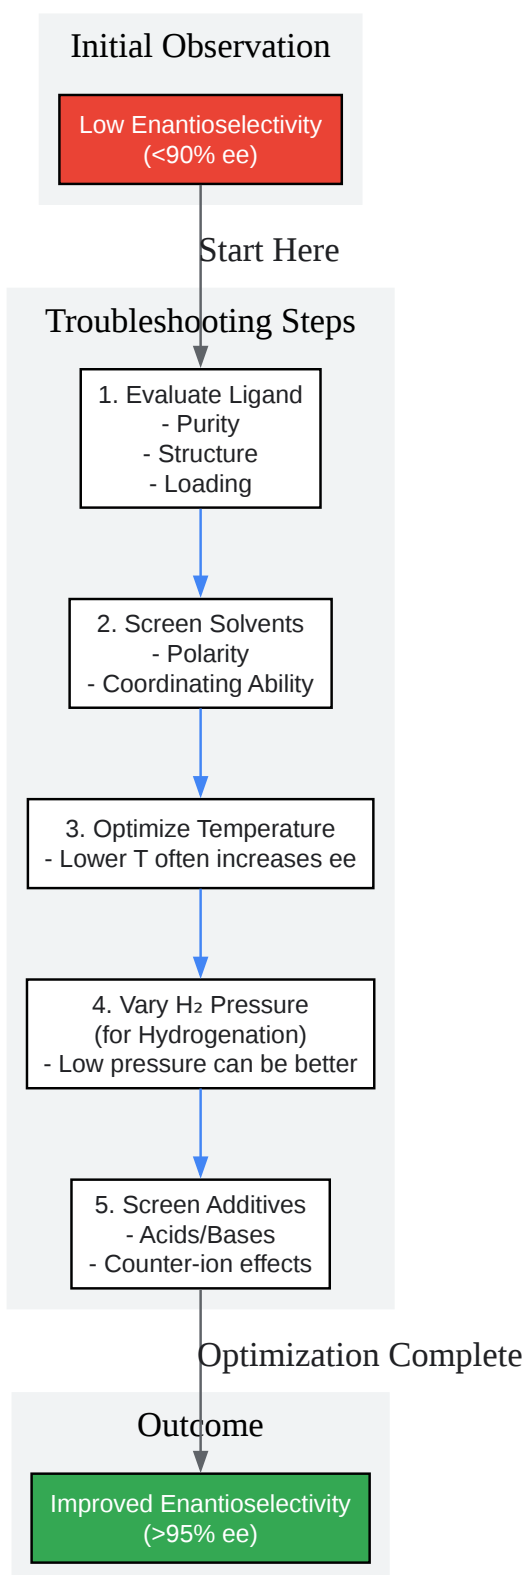 Initial Observation
Low Enantioselectivity
(<90% ee)
Start Here
Troubleshooting Steps
1. Evaluate Ligand
- Purity
- Structure
- Loading
2. Screen Solvents
- Polarity
- Coordinating Ability
3. Optimize Temperature
- Lower T often increases ee
4. Vary H₂ Pressure
(for Hydrogenation)
- Low pressure can be better
5. Screen Additives
- Acids/Bases
- Counter-ion effects
Optimization Complete
Outcome
Improved Enantioselectivity
(>95% ee)